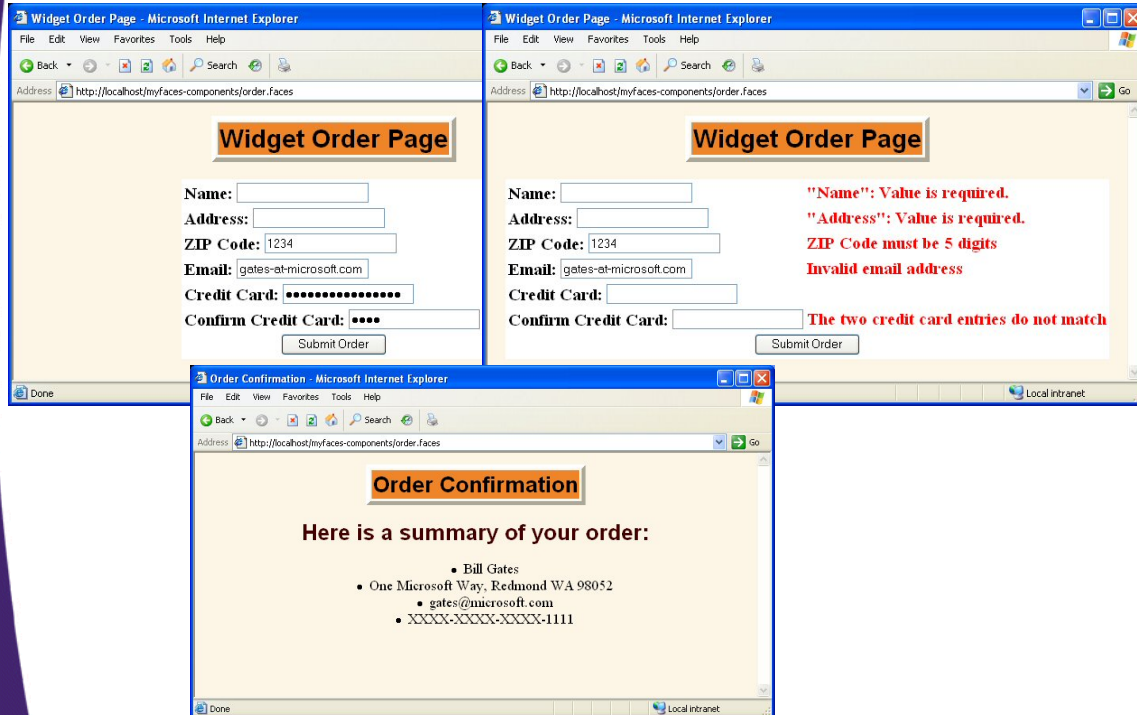 Widget Order Page - Microsoft Internet Explorer
File Edit View Favorites Tools Help
Back Search
Address http://localhost/myfaces-components/order.faces
Widget Order Page
Name:
Address:
ZIP Code: 1234
Email: gates-at-microsoft.com
Credit Card: ●●●●●●●●●●●●●●●●
Confirm Credit Card: ●●●●
Submit Order
Done
Widget Order Page - Microsoft Internet Explorer
File Edit View Favorites Tools Help
Back Search
Address http://localhost/myfaces-components/order.faces Go
Widget Order Page
Name: "Name": Value is required.
Address: "Address": Value is required.
ZIP Code: 1234 ZIP Code must be 5 digits
Email: gates-at-microsoft.com Invalid email address
Credit Card:
Confirm Credit Card: The two credit card entries do not match
Submit Order
Local intranet
Order Confirmation - Microsoft Internet Explorer
File Edit View Favorites Tools Help
Back Search
Address http://localhost/myfaces-components/order.faces Go
Order Confirmation
Here is a summary of your order:
• Bill Gates
• One Microsoft Way, Redmond WA 98052
• gates@microsoft.com
• XXXX-XXXX-XXXX-1111
Done Local intranet